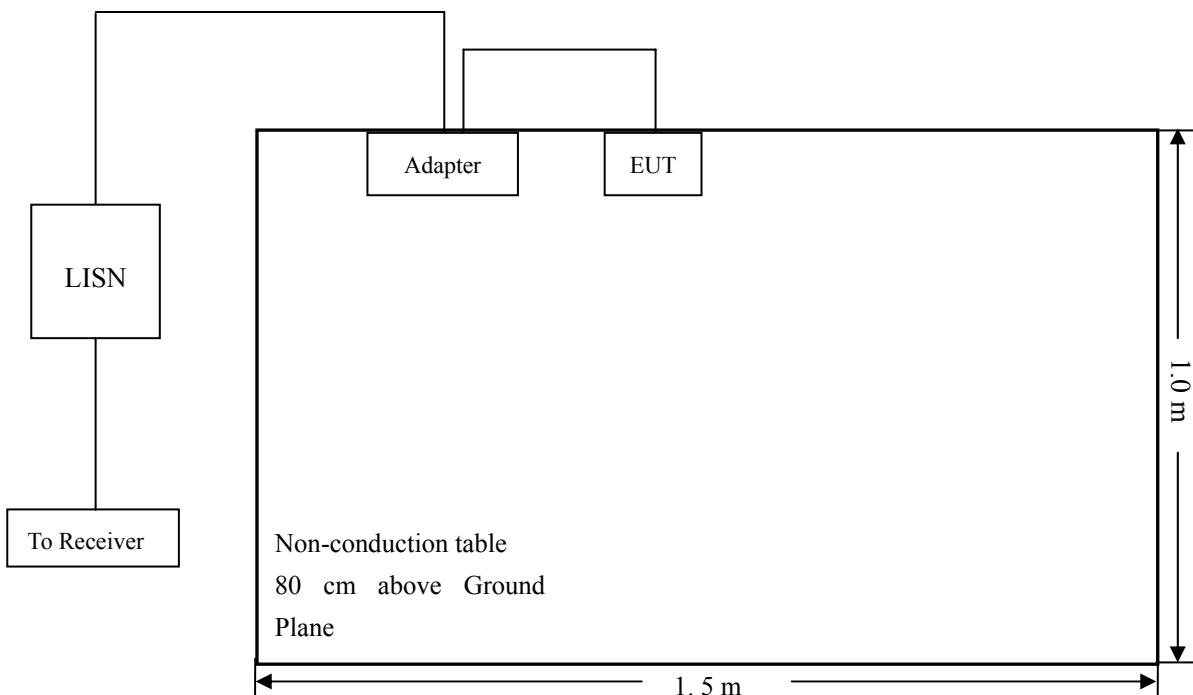 Adapter
EUT
LISN
1.0 m
To Receiver
Non-conduction table
80 cm above Ground
Plane
1. 5 m